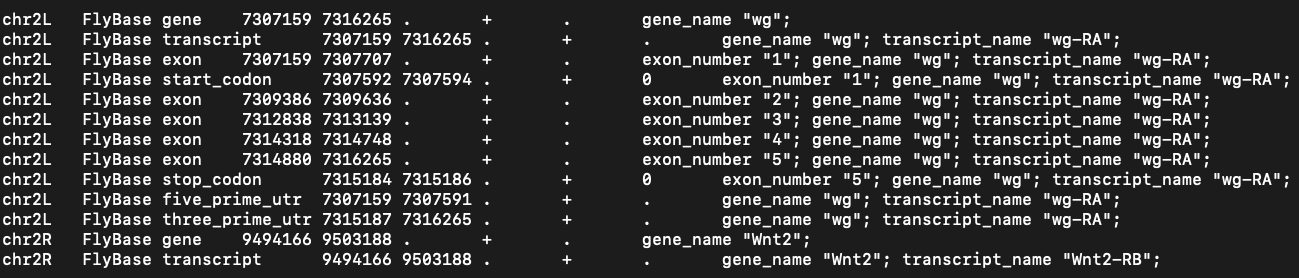 chr2L FlyBase gene 7307159 7316265 . + . gene_name "wg";
chr2L FlyBase transcript 7307159 7316265 . + . gene_name "wg"; transcript_name "wg-RA";
chr2L FlyBase exon 7307159 7307707 . + . exon_number "1"; gene_name "wg"; transcript_name "wg-RA";
chr2L FlyBase start_codon 7307592 7307594 . + 0 exon_number "1"; gene_name "wg"; transcript_name "wg-RA";
chr2L FlyBase exon 7309386 7309636 . + . exon_number "2"; gene_name "wg"; transcript_name "wg-RA";
chr2L FlyBase exon 7312838 7313139 . + . exon_number "3"; gene_name "wg"; transcript_name "wg-RA";
chr2L FlyBase exon 7314318 7314748 . + . exon_number "4"; gene_name "wg"; transcript_name "wg-RA";
chr2L FlyBase exon 7314880 7316265 . + . exon_number "5"; gene_name "wg"; transcript_name "wg-RA";
chr2L FlyBase stop_codon 7315184 7315186 . + 0 exon_number "5"; gene_name "wg"; transcript_name "wg-RA";
chr2L FlyBase five_prime_utr 7307159 7307591 . + . gene_name "wg"; transcript_name "wg-RA";
chr2L FlyBase three_prime_utr 7315187 7316265 . + . gene_name "wg"; transcript_name "wg-RA";
chr2R FlyBase gene 9494166 9503188 . + . gene_name "Wnt2";
chr2R FlyBase transcript 9494166 9503188 . + . gene_name "Wnt2"; transcript_name "Wnt2-RB";